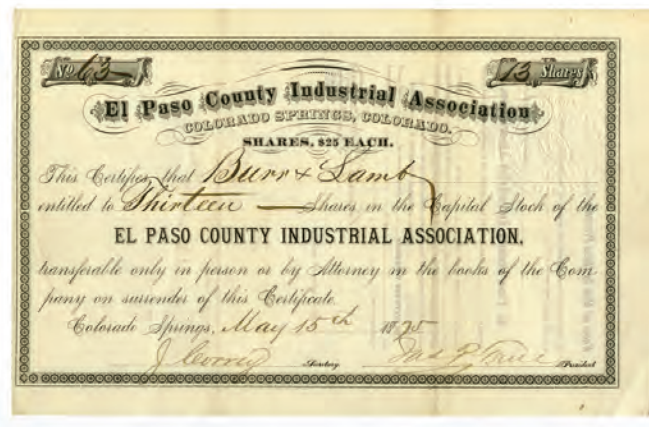 No 63
13 Shares
El Paso County Industrial Association
COLORADO SPRINGS, COLORADO.
SHARES, $25 EACH.
This Certifies that Burr & Lamb
entitled to Thirteen Shares in the Capital Stock of the
EL PASO COUNTY INDUSTRIAL ASSOCIATION,
transferable only in person or by Attorney in the books of the Com
pany on surrender of this Certificate.
Colorado Springs, May 15th 1875
Secretary
President